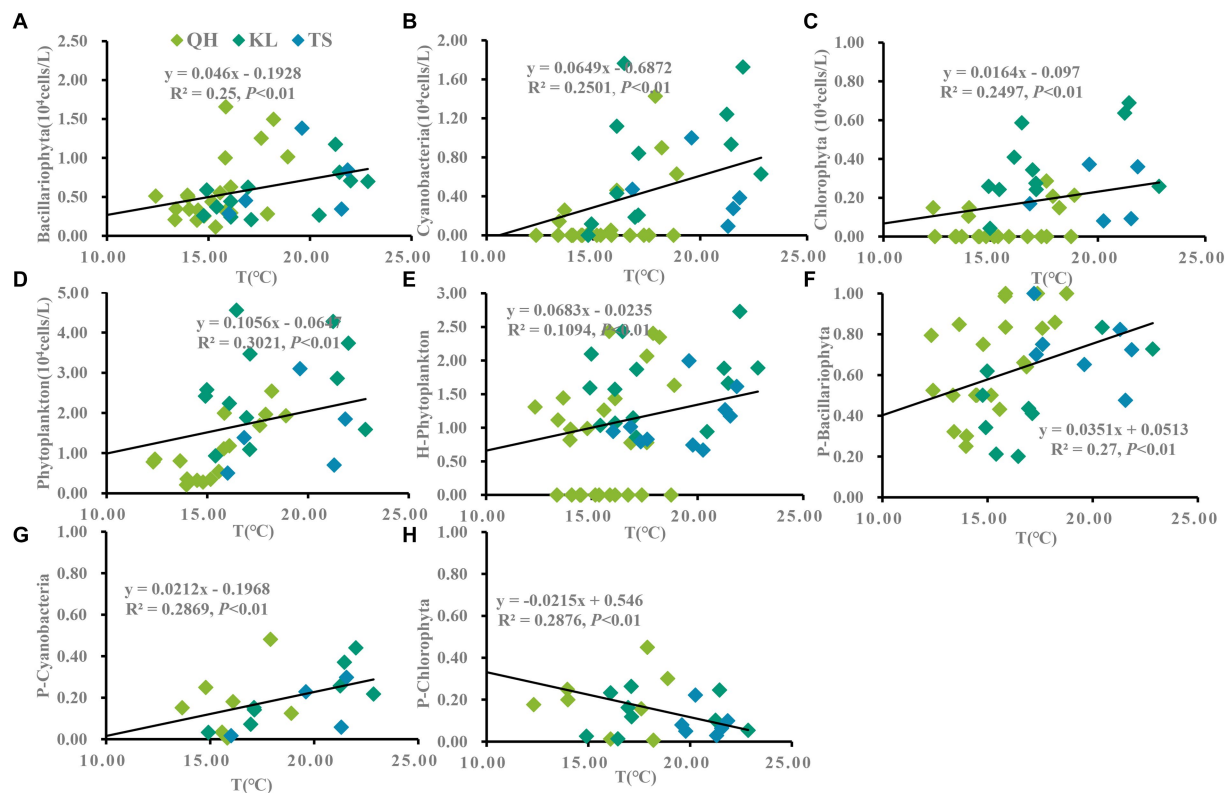 A
QH KL TS
y = 0.046x - 0.1928
R² = 0.25, P<0.01
Bacillariophyta(10⁴cells/L)
2.50
2.00
1.50
1.00
0.50
0.00
10.00 15.00 20.00 25.00
T(°C)
B
y = 0.0649x - 0.6872
R² = 0.2501, P<0.01
Cyanobacteria(10⁴cells/L)
2.00
1.60
1.20
0.80
0.40
0.00
10.00 15.00 20.00 25.00
T(°C)
C
y = 0.0164x - 0.097
R² = 0.2497, P<0.01
Chlorophyta (10⁴cells/L)
1.00
0.80
0.60
0.40
0.20
0.00
10.00 15.00 20.00 25.00
T(°C)
D
y = 0.1056x - 0.0647
R² = 0.3021, P<0.01
Phytoplankton(10⁴cells/L)
5.00
4.00
3.00
2.00
1.00
0.00
10.00 15.00 20.00 25.00
T(°C)
E
y = 0.0683x - 0.0235
R² = 0.1094, P<0.01
H-Phytoplankton
3.00
2.50
2.00
1.50
1.00
0.50
0.00
10.00 15.00 20.00 25.00
T(°C)
F
P-Bacillariophyta
1.00
0.80
0.60
0.40
0.20
0.00
y = 0.0351x + 0.0513
R² = 0.27, P<0.01
10.00 15.00 20.00 25.00
T(°C)
G
y = 0.0212x - 0.1968
R² = 0.2869, P<0.01
P-Cyanobacteria
1.00
0.80
0.60
0.40
0.20
0.00
10.00 15.00 20.00 25.00
T(°C)
H
y = -0.0215x + 0.546
R² = 0.2876, P<0.01
P-Chlorophyta
1.00
0.80
0.60
0.40
0.20
0.00
10.00 15.00 20.00 25.00
T(°C)